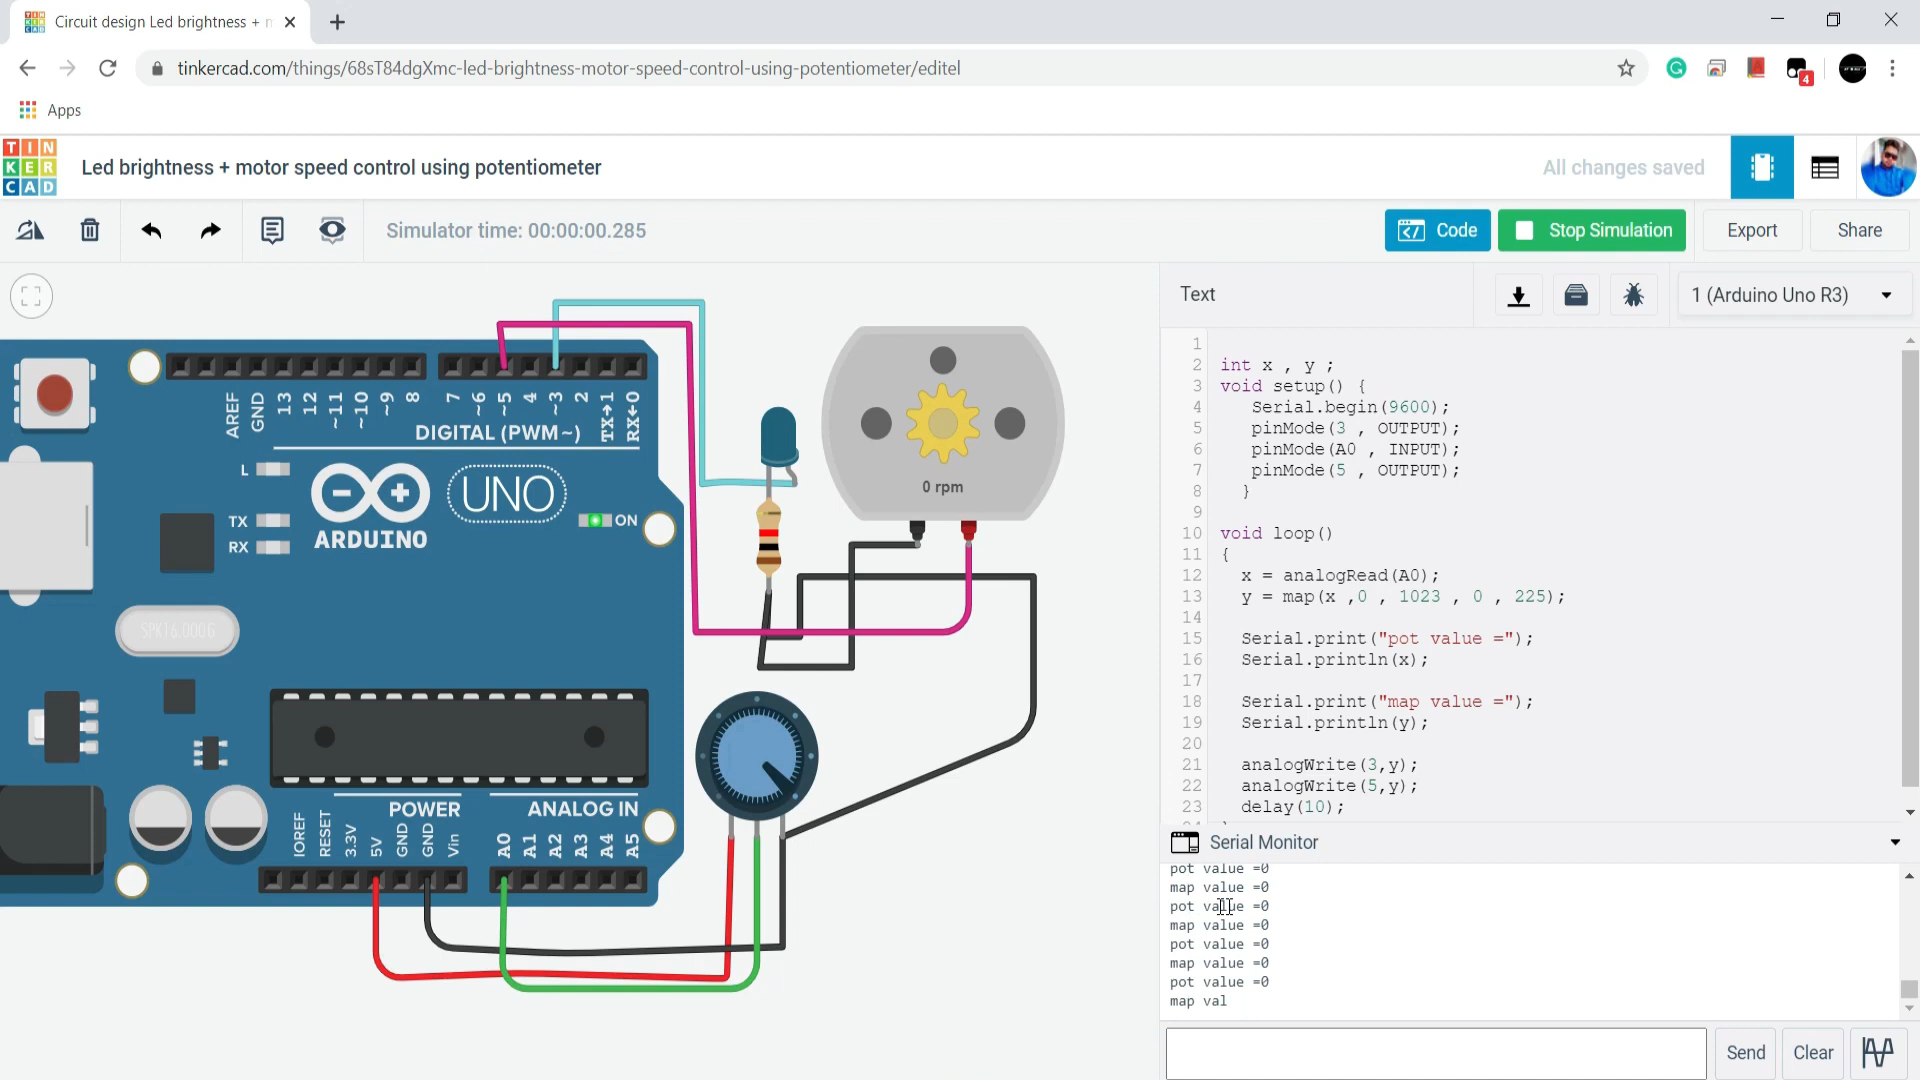 Circuit design Led brightness + m
tinkercad.com/things/68sT84dgXmc-led-brightness-motor-speed-control-using-potentiometer/editel
4
Apps
TIN
KER
CAD
Led brightness + motor speed control using potentiometer
All changes saved
Simulator time: 00:00:00.285
Code
Stop Simulation
Export
Share
Text
1 (Arduino Uno R3)
AREF
GND
13
12
~11
~10
~9
8
7
~6
~5
4
~3
2
TX→1
RX←0
DIGITAL (PWM~)
L
TX
RX
ARDUINO
UNO
ON
SPK16.000G
POWER
ANALOG IN
IOREF
RESET
3.3V
5V
GND
GND
Vin
A0
A1
A2
A3
A4
A5
0 rpm
1
2 int x , y ;
3 void setup() {
4 Serial.begin(9600);
5 pinMode(3 , OUTPUT);
6 pinMode(A0 , INPUT);
7 pinMode(5 , OUTPUT);
8 }
9
10 void loop()
11 {
12 x = analogRead(A0);
13 y = map(x ,0 , 1023 , 0 , 225);
14
15 Serial.print("pot value =");
16 Serial.println(x);
17
18 Serial.print("map value =");
19 Serial.println(y);
20
21 analogWrite(3,y);
22 analogWrite(5,y);
23 delay(10);
Serial Monitor
pot value =0
map value =0
pot value =0
map value =0
pot value =0
map value =0
pot value =0
map val
Send
Clear